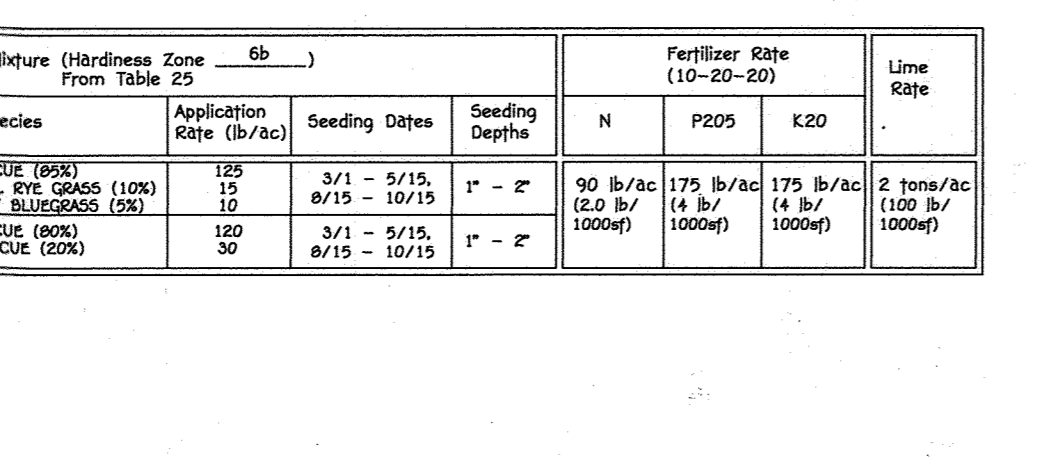 ixture (Hardiness Zone 6b )
From Table 25
Fertilizer Rate
(10-20-20)
Lime
Rate
ecies
Application
Rate (lb/ac)
Seeding Dates
Seeding
Depths
N
P205
K20
CUE (85%)
. RYE GRASS (10%)
BLUEGRASS (5%)
125
15
10
3/1 - 5/15,
8/15 - 10/15
1" - 2"
90 lb/ac
(2.0 lb/
1000sf)
175 lb/ac
(4 lb/
1000sf)
175 lb/ac
(4 lb/
1000sf)
2 tons/ac
(100 lb/
1000sf)
CUE (80%)
CUE (20%)
120
30
3/1 - 5/15,
8/15 - 10/15
1" - 2"